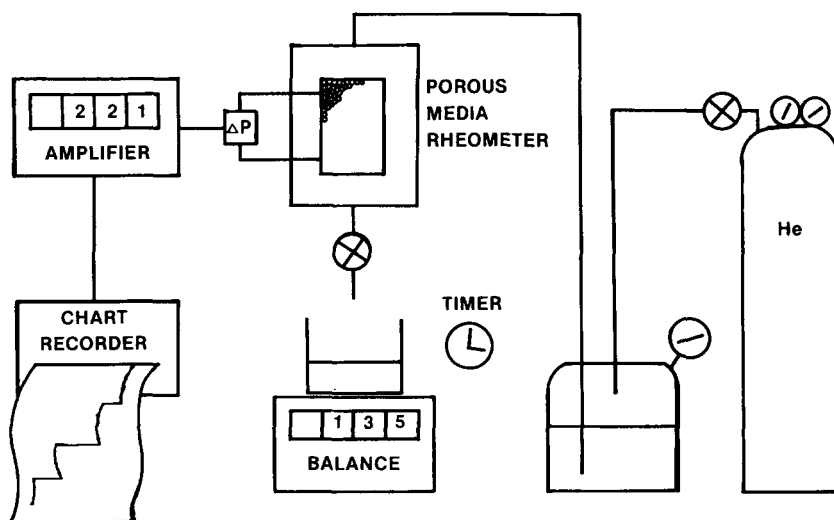 2 2 1
AMPLIFIER
ΔP
POROUS
MEDIA
RHEOMETER
He
CHART
RECORDER
TIMER
1 3 5
BALANCE